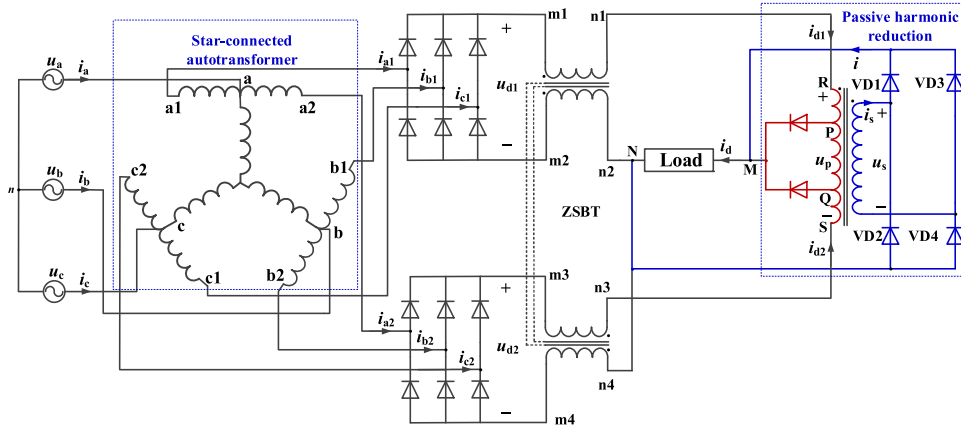 m1
n1
Passive harmonic
reduction
Star-connected
autotransformer
+
i_d1
i
u_a
i_a
a
i_a1
VD1
VD3
R
+
a1
a2
i_b1
u_d1
i_c1
i_s
+
P
c2
b1
−
m2
n2
N
Load
i_d
M
u_p
u_s
n
u_b
i_b
ZSBT
Q
−
−
S
VD2
VD4
c
b
i_d2
u_c
i_c
c1
b2
m3
n3
+
i_a2
i_b2
u_d2
i_c2
n4
−
m4